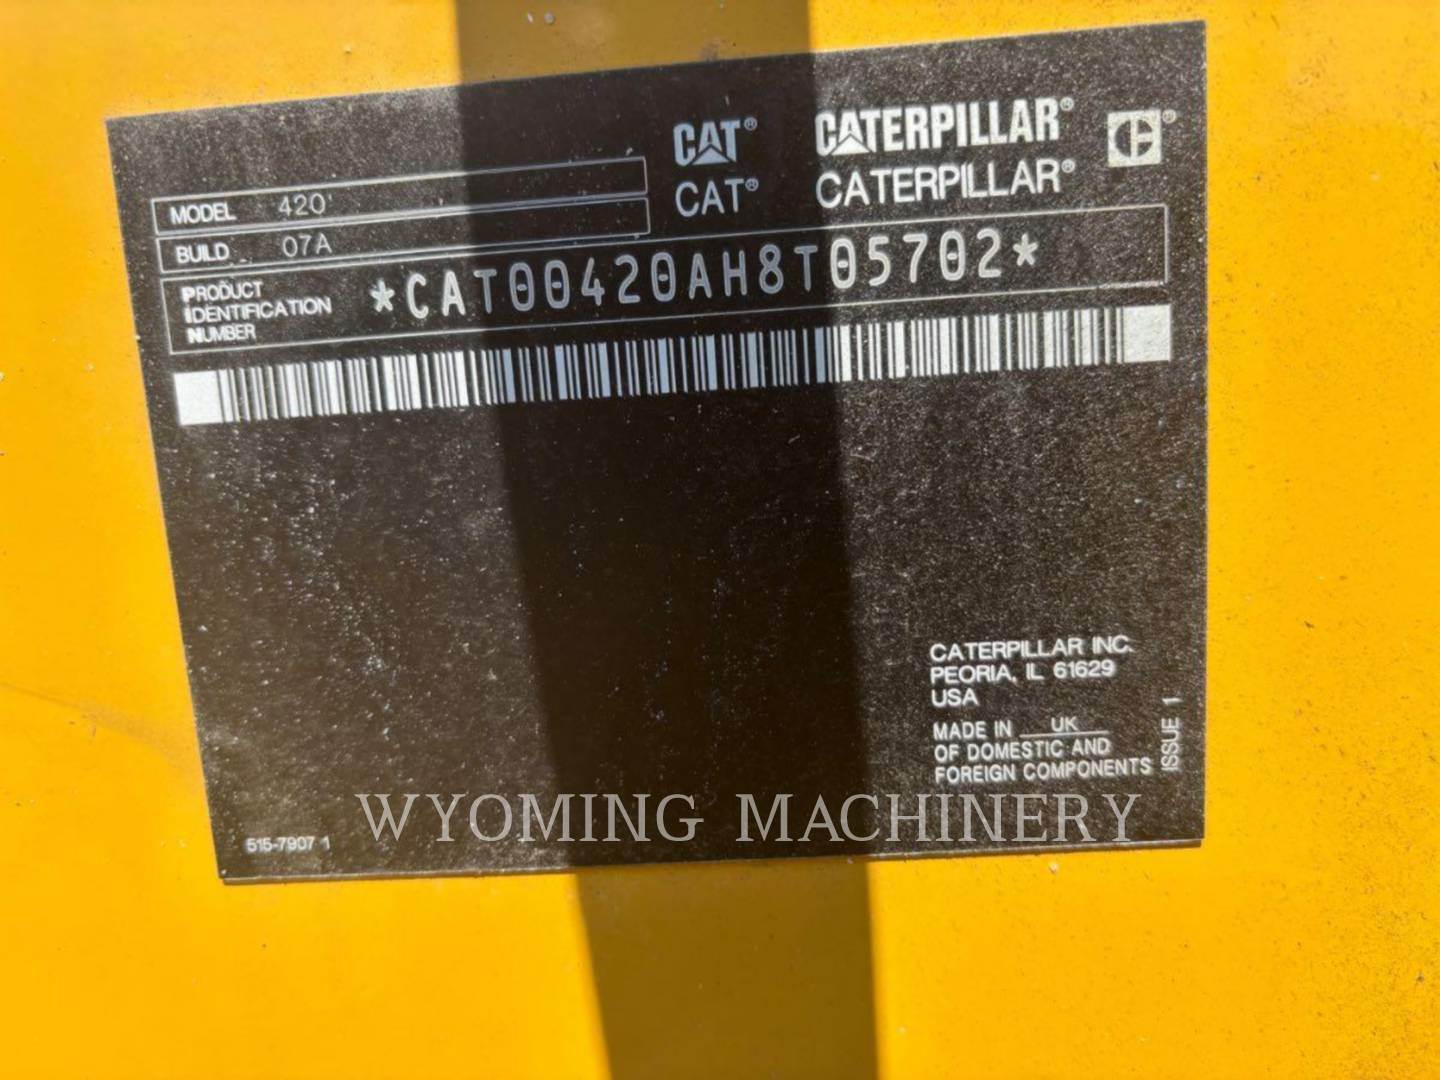 CAT®
CATERPILLAR®
CAT®
CATERPILLAR®
MODEL 420
BUILD 07A
PRODUCT
IDENTIFICATION
NUMBER
*CAT00420AH8T05702*
CATERPILLAR INC.
PEORIA, IL 61629
USA
MADE IN UK
OF DOMESTIC AND
FOREIGN COMPONENTS
ISSUE 1
WYOMING MACHINERY
515-7907 1